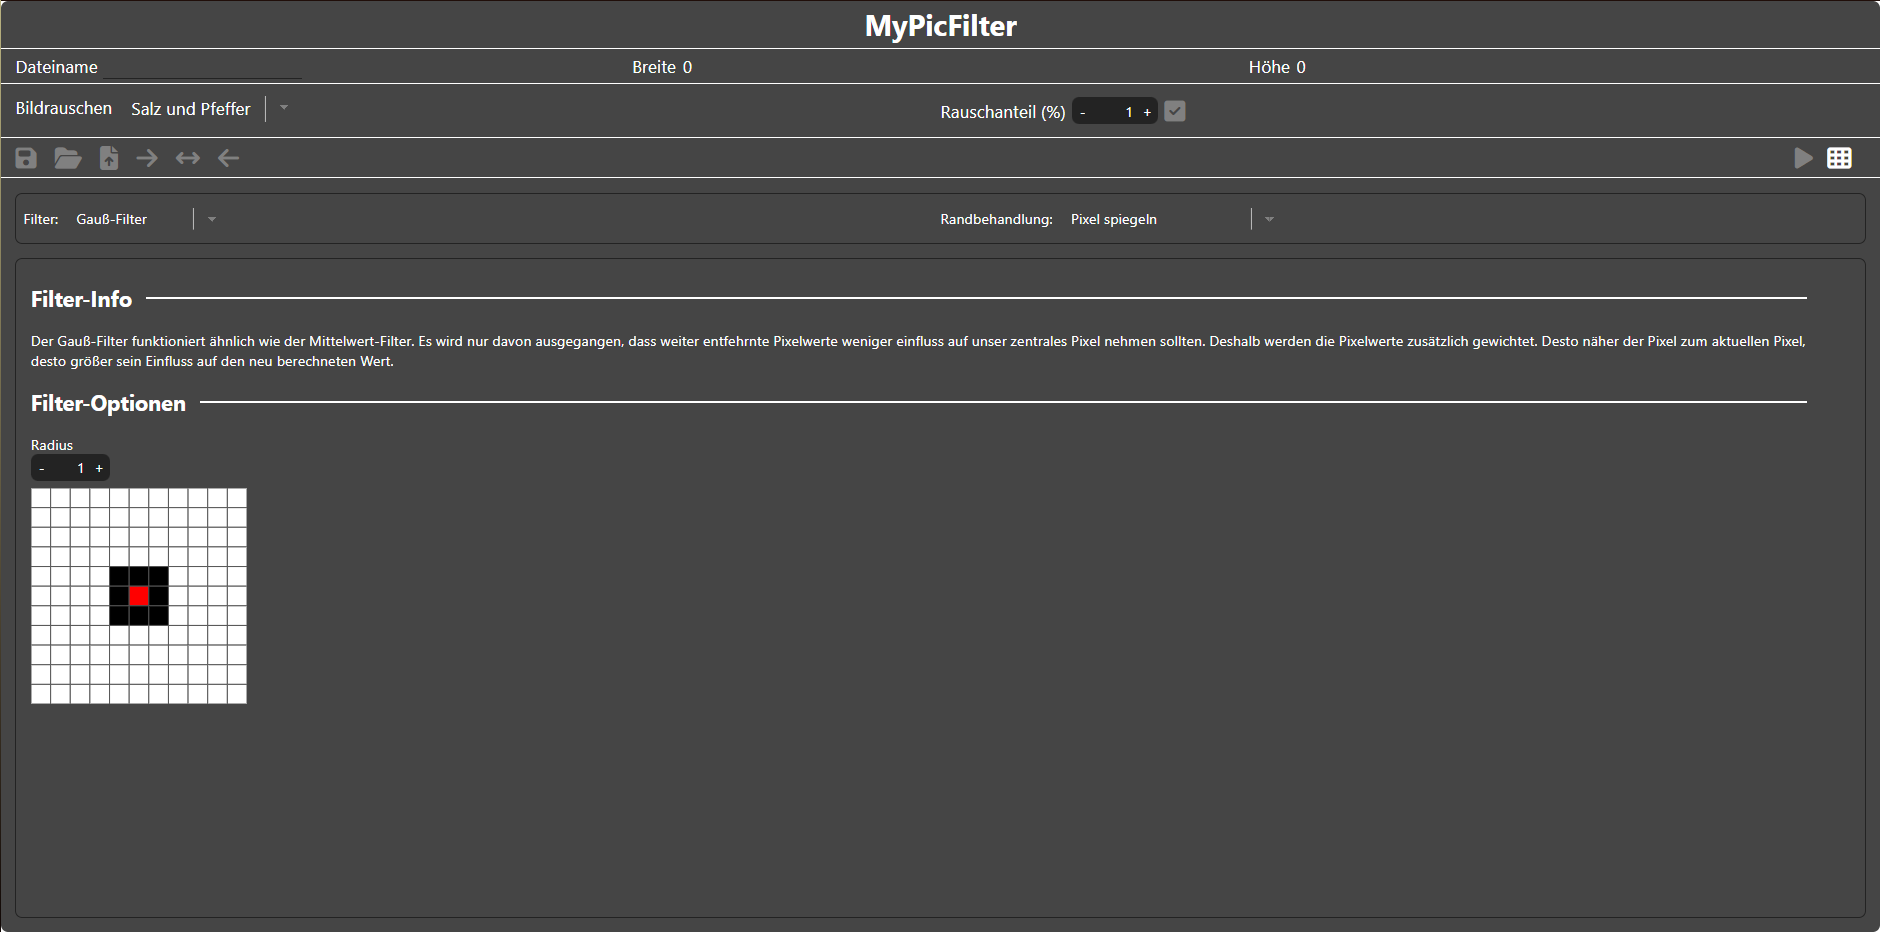 MyPicFilter
Dateiname Breite 0 Höhe 0
Bildrauschen Salz und Pfeffer Rauschanteil (%) - 1 +
Filter: Gauß-Filter Randbehandlung: Pixel spiegeln
Filter-Info
Der Gauß-Filter funktioniert ähnlich wie der Mittelwert-Filter. Es wird nur davon ausgegangen, dass weiter entfehrnte Pixelwerte weniger einfluss auf unser zentrales Pixel nehmen sollten. Deshalb werden die Pixelwerte zusätzlich gewichtet. Desto näher der Pixel zum aktuellen Pixel,
desto größer sein Einfluss auf den neu berechneten Wert.
Filter-Optionen
Radius
- 1 +